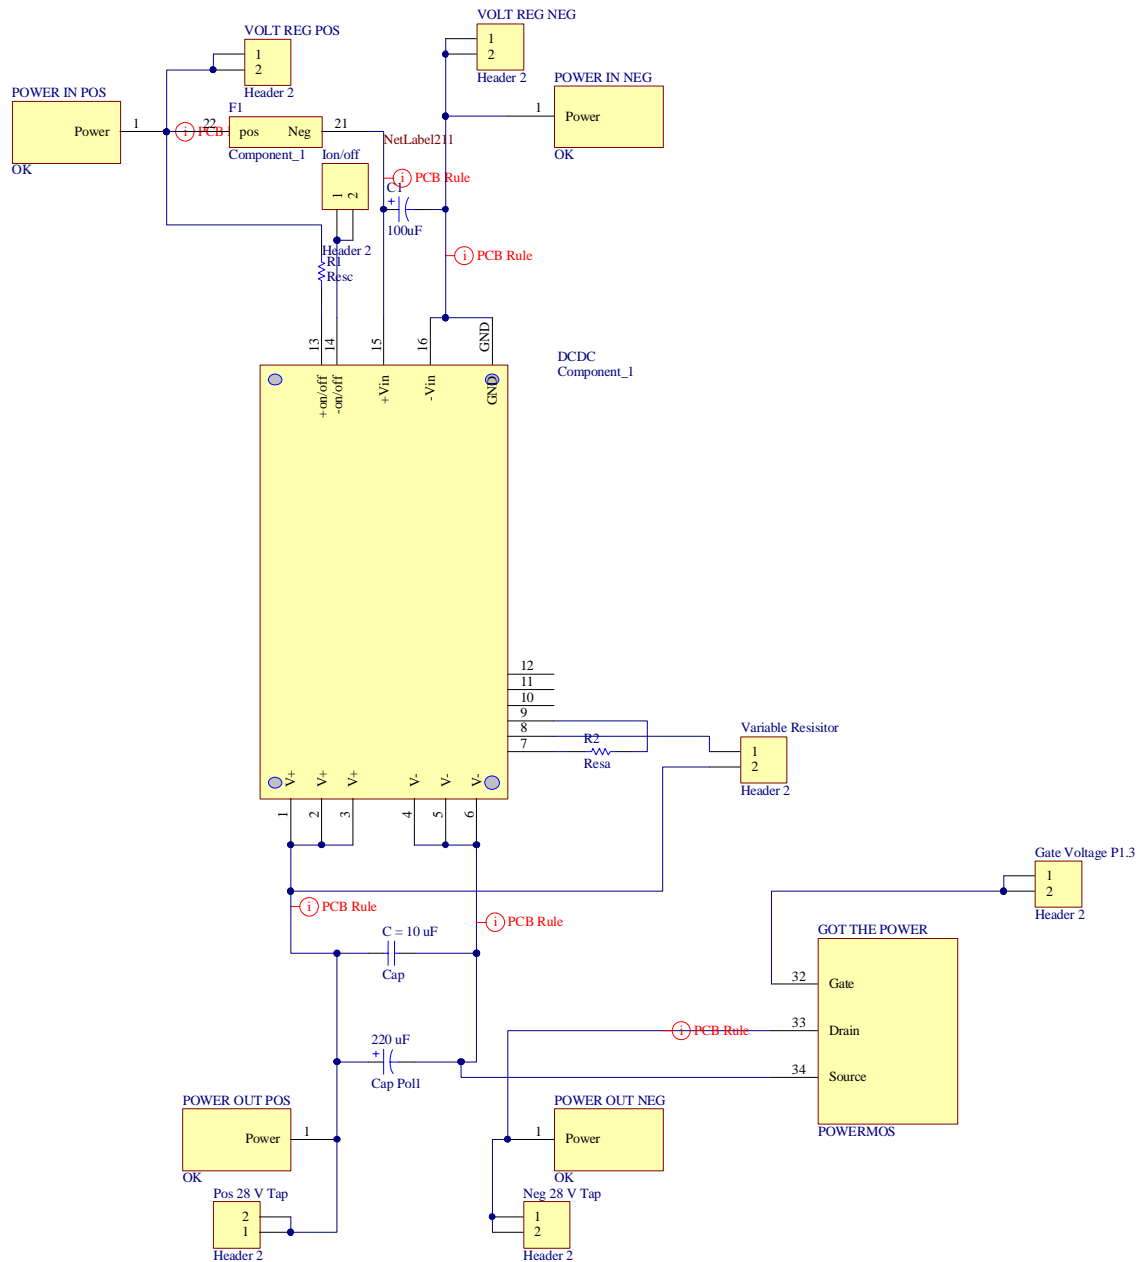 VOLT REG NEG
VOLT REG POS
1
2
Header 2
1
2
Header 2
POWER IN POS
Power
1
OK
POWER IN NEG
1
Power
OK
F1
i PCB
22
pos Neg
21
Component_1
NetLabel211
Ion/off
1
2
Header 2
i PCB Rule
C1
+
100uF
i PCB Rule
R1
Resc
13
14
15
16
GND
+on/off
-on/off
+Vin
-Vin
GND
DCDC
Component_1
12
11
10
9
8
7
R2
Resa
Variable Resisitor
1
2
Header 2
V+
V+
V+
V-
V-
V-
1
2
3
4
5
6
i PCB Rule
i PCB Rule
Gate Voltage P1.3
1
2
Header 2
C = 10 uF
Cap
GOT THE POWER
32 Gate
33 Drain
34 Source
POWERMOS
i PCB Rule
220 uF
+
Cap Pol1
POWER OUT POS
Power
1
OK
POWER OUT NEG
1
Power
OK
Pos 28 V Tap
2
1
Header 2
Neg 28 V Tap
1
2
Header 2